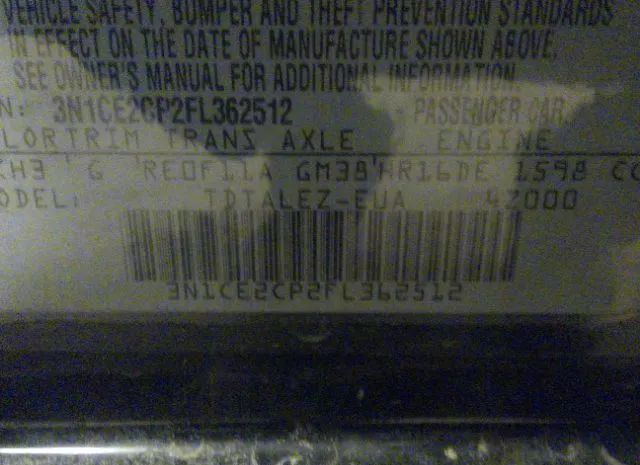 VEHICLE SAFETY, BUMPER AND THEFT PREVENTION STANDARDS
IN EFFECT ON THE DATE OF MANUFACTURE SHOWN ABOVE.
SEE OWNER'S MANUAL FOR ADDITIONAL INFORMATION.
N: 3N1CE2CP2FL362512 PASSENGER CAR
LORTRIM TRANS AXLE ENGINE
KH3 G RE0F11A GM38 HR16DE 1598 CC
ODEL: TDTALEZ-EUA 42000
3N1CE2CP2FL362512